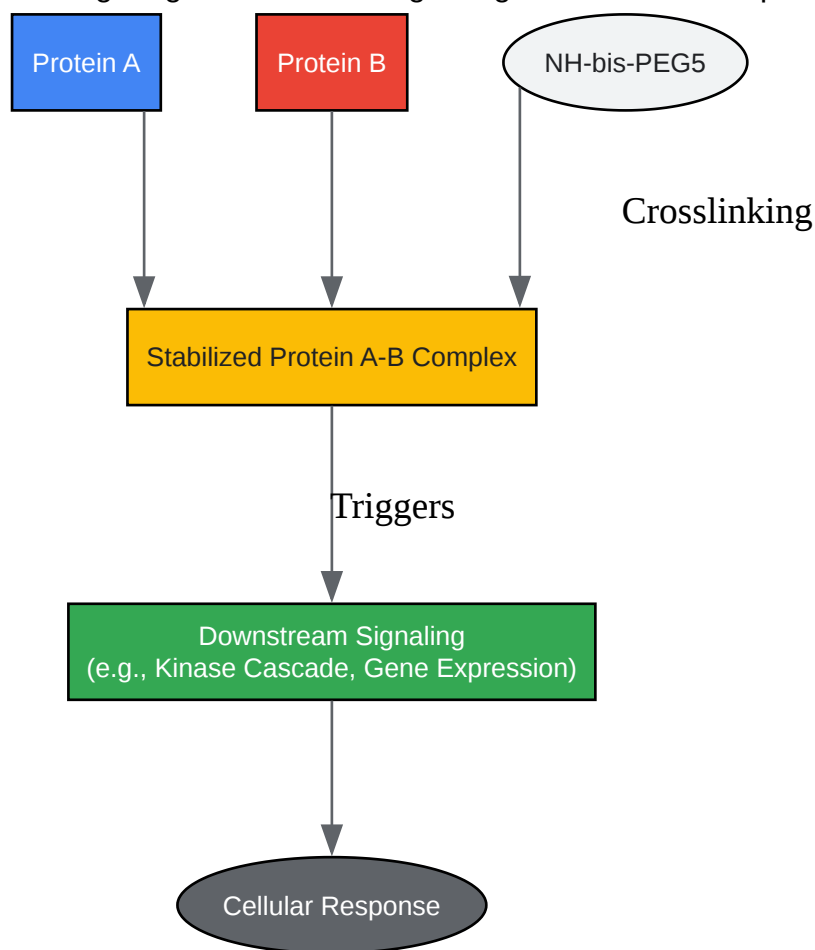 Protein A
Protein B
NH-bis-PEG5
Crosslinking
Stabilized Protein A-B Complex
Triggers
Downstream Signaling
(e.g., Kinase Cascade, Gene Expression)
Cellular Response